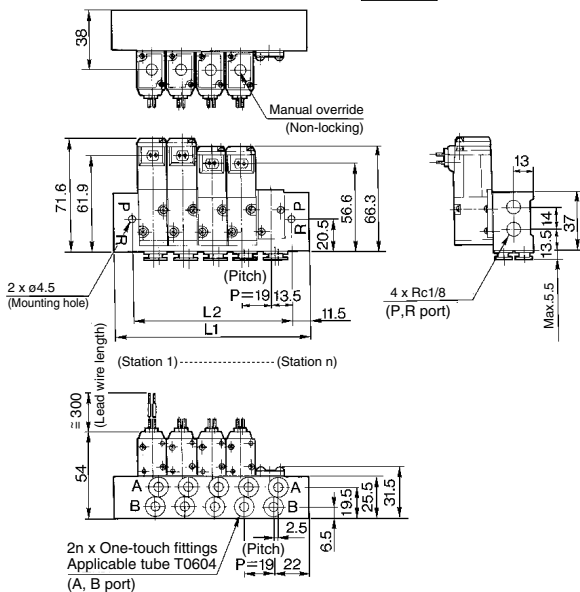 38
Manual override
(Non-locking)
71.6
61.9
P
R
P
R
20.5
56.6
66.3
2 x ø4.5
(Mounting hole)
(Pitch)
P=19
13.5
L2
11.5
L1
13
14
13.5
37
Max.5.5
4 x Rc1/8
(P,R port)
(Station 1)
(Station n)
≈ 300
(Lead wire length)
54
A
A
B
B
2.5
6.5
19.5
25.5
31.5
2n x One-touch fittings
Applicable tube T0604
(A, B port)
(Pitch)
P=19
22